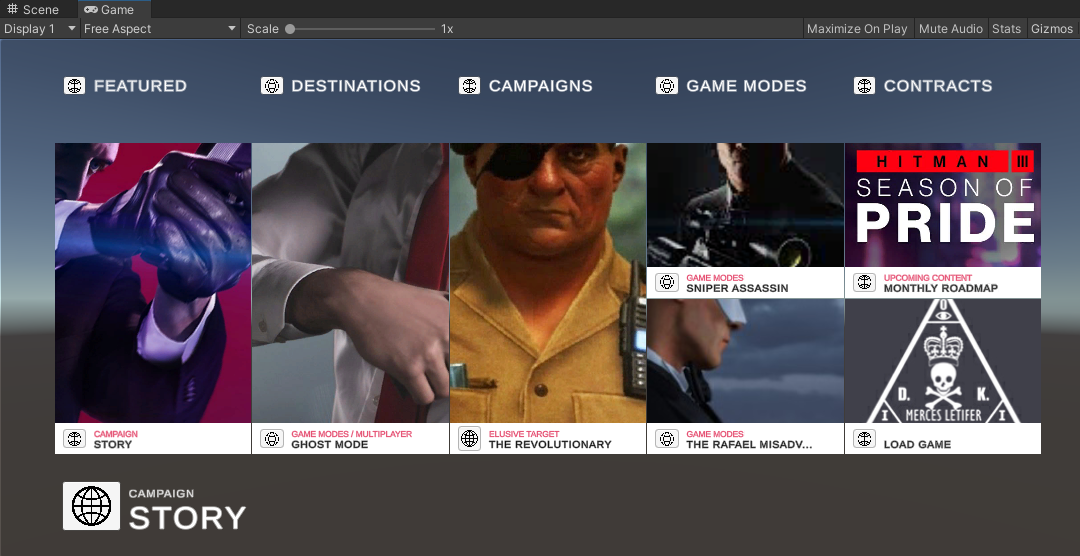 Scene Game
Display 1 Free Aspect Scale 1x Maximize On Play Mute Audio Stats Gizmos
FEATURED DESTINATIONS CAMPAIGNS GAME MODES CONTRACTS
HITMAN III
SEASON OF
PRIDE
GAME MODES
SNIPER ASSASSIN
UPCOMING CONTENT
MONTHLY ROADMAP
D. K.
I MERCES LETIFER I
CAMPAIGN
STORY
GAME MODES / MULTIPLAYER
GHOST MODE
ELUSIVE TARGET
THE REVOLUTIONARY
GAME MODES
THE RAFAEL MISADV...
LOAD GAME
CAMPAIGN
STORY